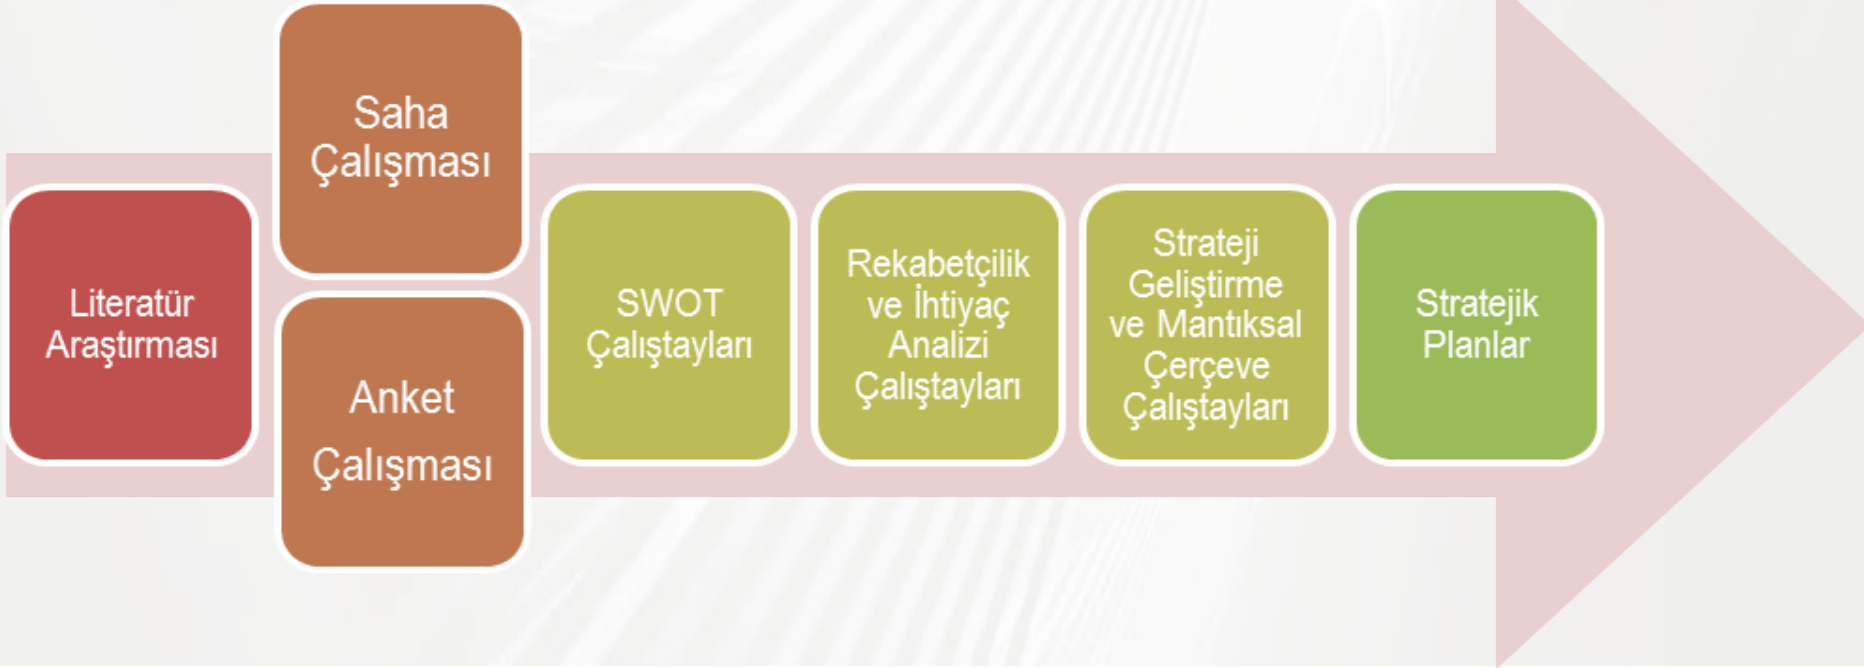 Literatür
Araştırması
Saha
Çalışması
Anket
Çalışması
SWOT
Çalıştayları
Rekabetçilik
ve İhtiyaç
Analizi
Çalıştayları
Strateji
Geliştirme
ve Mantıksal
Çerçeve
Çalıştayları
Stratejik
Planlar